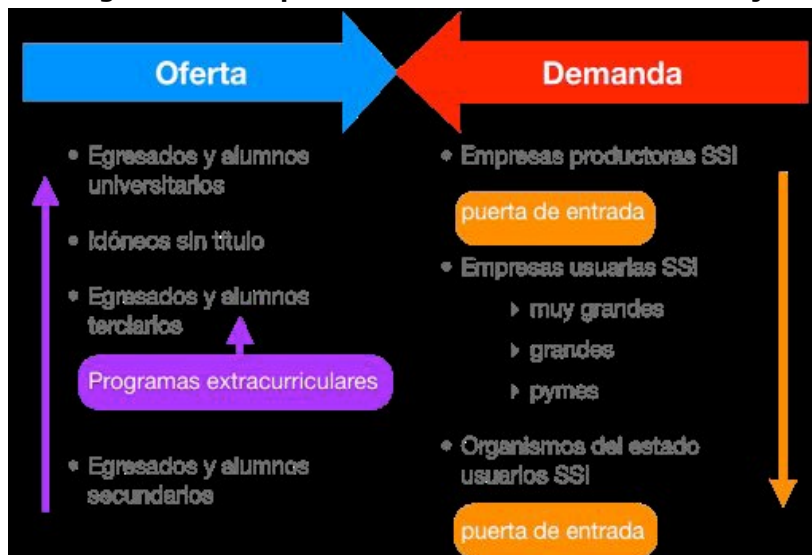 Oferta
Demanda
• Egresados y alumnos
universitarios
• Idóneos sin título
• Egresados y alumnos
terciarios
Programas extracurriculares
• Egresados y alumnos
secundarios
• Empresas productoras SSI
puerta de entrada
• Empresas usuarias SSI
muy grandes
grandes
pymes
• Organismos del estado
usuarios SSI
puerta de entrada